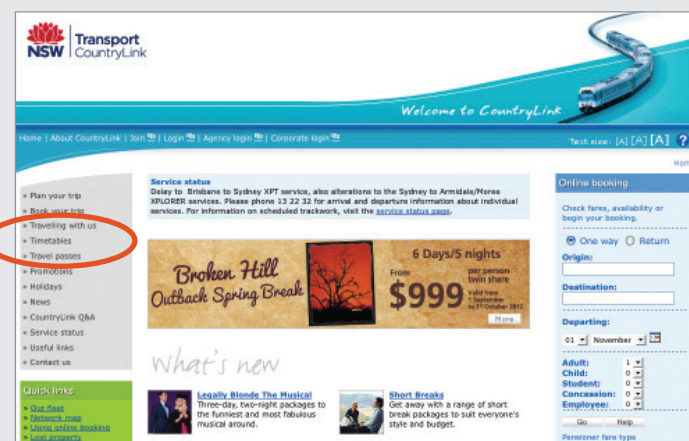 NSW
Transport
CountryLink
Welcome to CountryLink
Home | About CountryLink | Join | Login | Agency login | Corporate login
Text size: [A] [A] [A] ?
Hom
» Plan your trip
» Book your trip
» Travelling with us
» Timetables
» Travel passes
» Promotions
» Holidays
» News
» CountryLink Q&A
» Service status
» Useful links
» Contact us
Quick links
» Our fleet
» Network map
» Using online booking
» Lost property
Service status
Delay to Brisbane to Sydney XPT service, also alterations to the Sydney to Armidale/Moree
XPLORER services. Please phone 13 22 32 for arrival and departure information about individual
services. For information on scheduled trackwork, visit the service status page.
Broken Hill
Outback Spring Break
6 Days/5 nights
From
$999
per person
twin share
Valid from
1 September
to 31 October 2012
More
What's new
Legally Blonde The Musical
Three-day, two-night packages to
the funniest and most fabulous
musical around.
Short Breaks
Get away with a range of short
break packages to suit everyone's
style and budget.
Online booking
Check fares, availability or
begin your booking.
One way Return
Origin:
Destination:
Departing:
01 November
Adult: 1
Child: 0
Student: 0
Concession: 0
Employee: 0
Go Help
Pensioner fare type